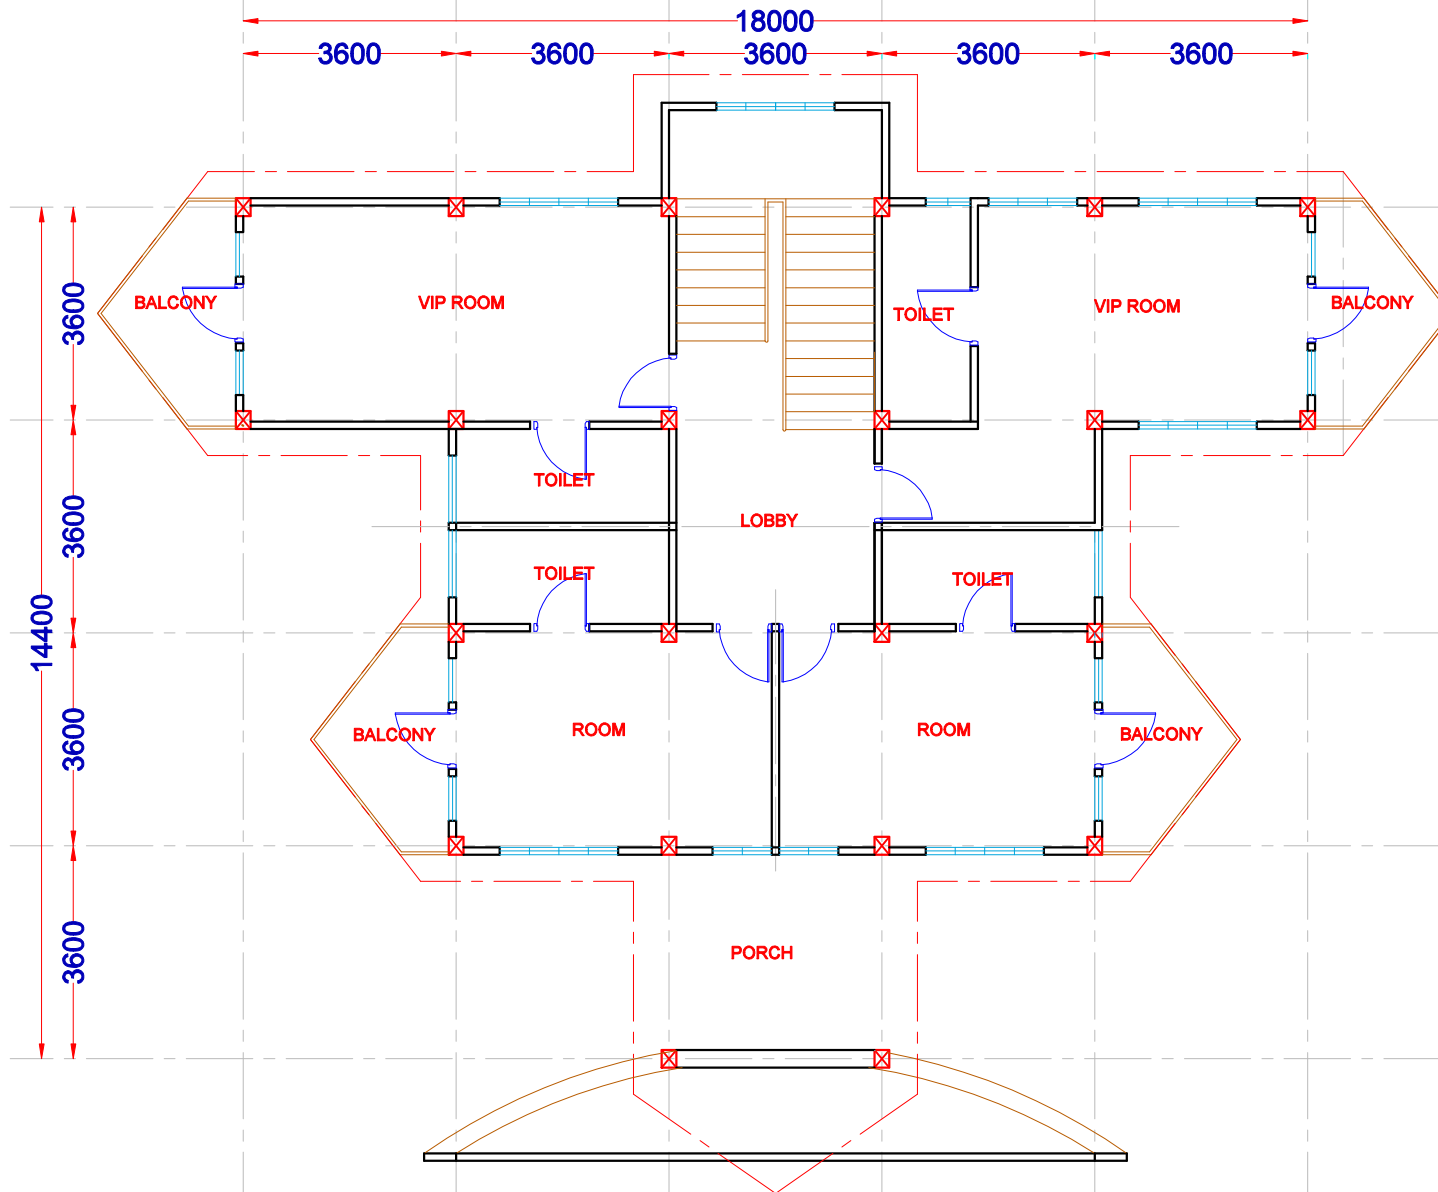 18000
3600 3600 3600 3600 3600
3600
BALCONY VIP ROOM TOILET VIP ROOM BALCONY
3600
TOILET LOBBY
TOILET TOILET
14400
3600
BALCONY ROOM ROOM BALCONY
3600
PORCH